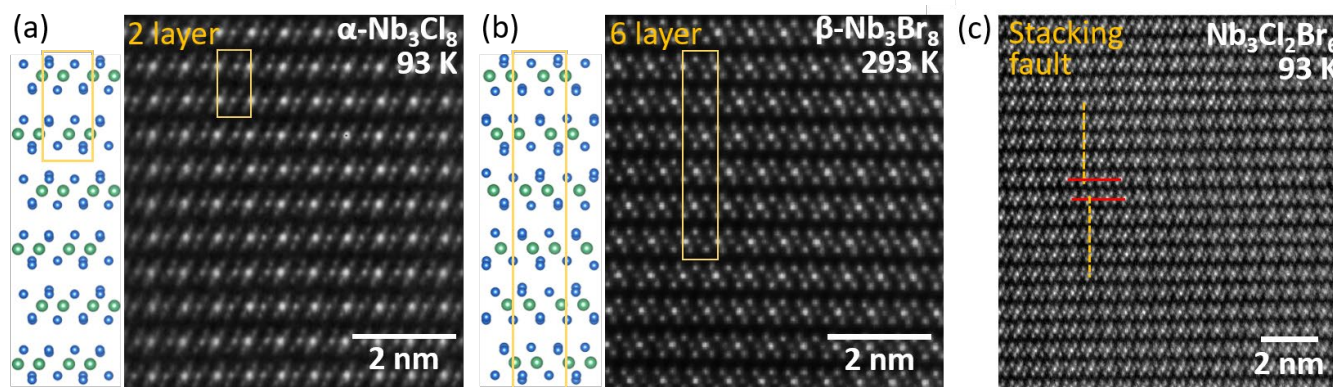 (a)
2 layer
α-Nb₃Cl₈
93 K
2 nm
(b)
6 layer
β-Nb₃Br₈
293 K
2 nm
(c)
Stacking
fault
Nb₃Cl₂Br₆
93 K
2 nm